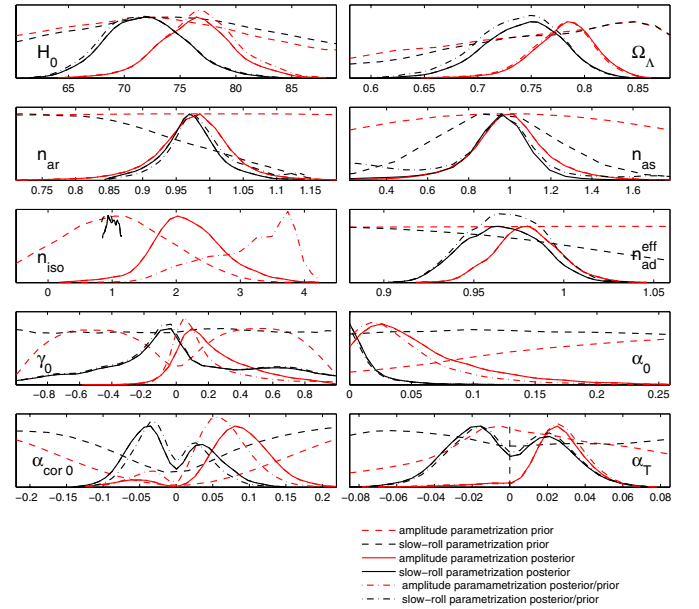 H0 ΩΛ
65 70 75 80 85 0.6 0.65 0.7 0.75 0.8 0.85
nar nas
0.75 0.8 0.85 0.9 0.95 1 1.05 1.1 1.15 0.4 0.6 0.8 1 1.2 1.4 1.6
niso n eff ad
0 1 2 3 4 0.9 0.95 1 1.05
γ0 α0
−0.8 −0.6 −0.4 −0.2 0 0.2 0.4 0.6 0.8 0 0.05 0.1 0.15 0.2 0.25
αcor 0 αT
−0.2 −0.15 −0.1 −0.05 0 0.05 0.1 0.15 0.2 −0.08 −0.06 −0.04 −0.02 0 0.02 0.04 0.06 0.08
amplitude parametrization prior
slow−roll parametrization prior
amplitude parametrization posterior
slow−roll parametrization posterior
amplitude paramametrization posterior/prior
slow−roll parametrization posterior/prior